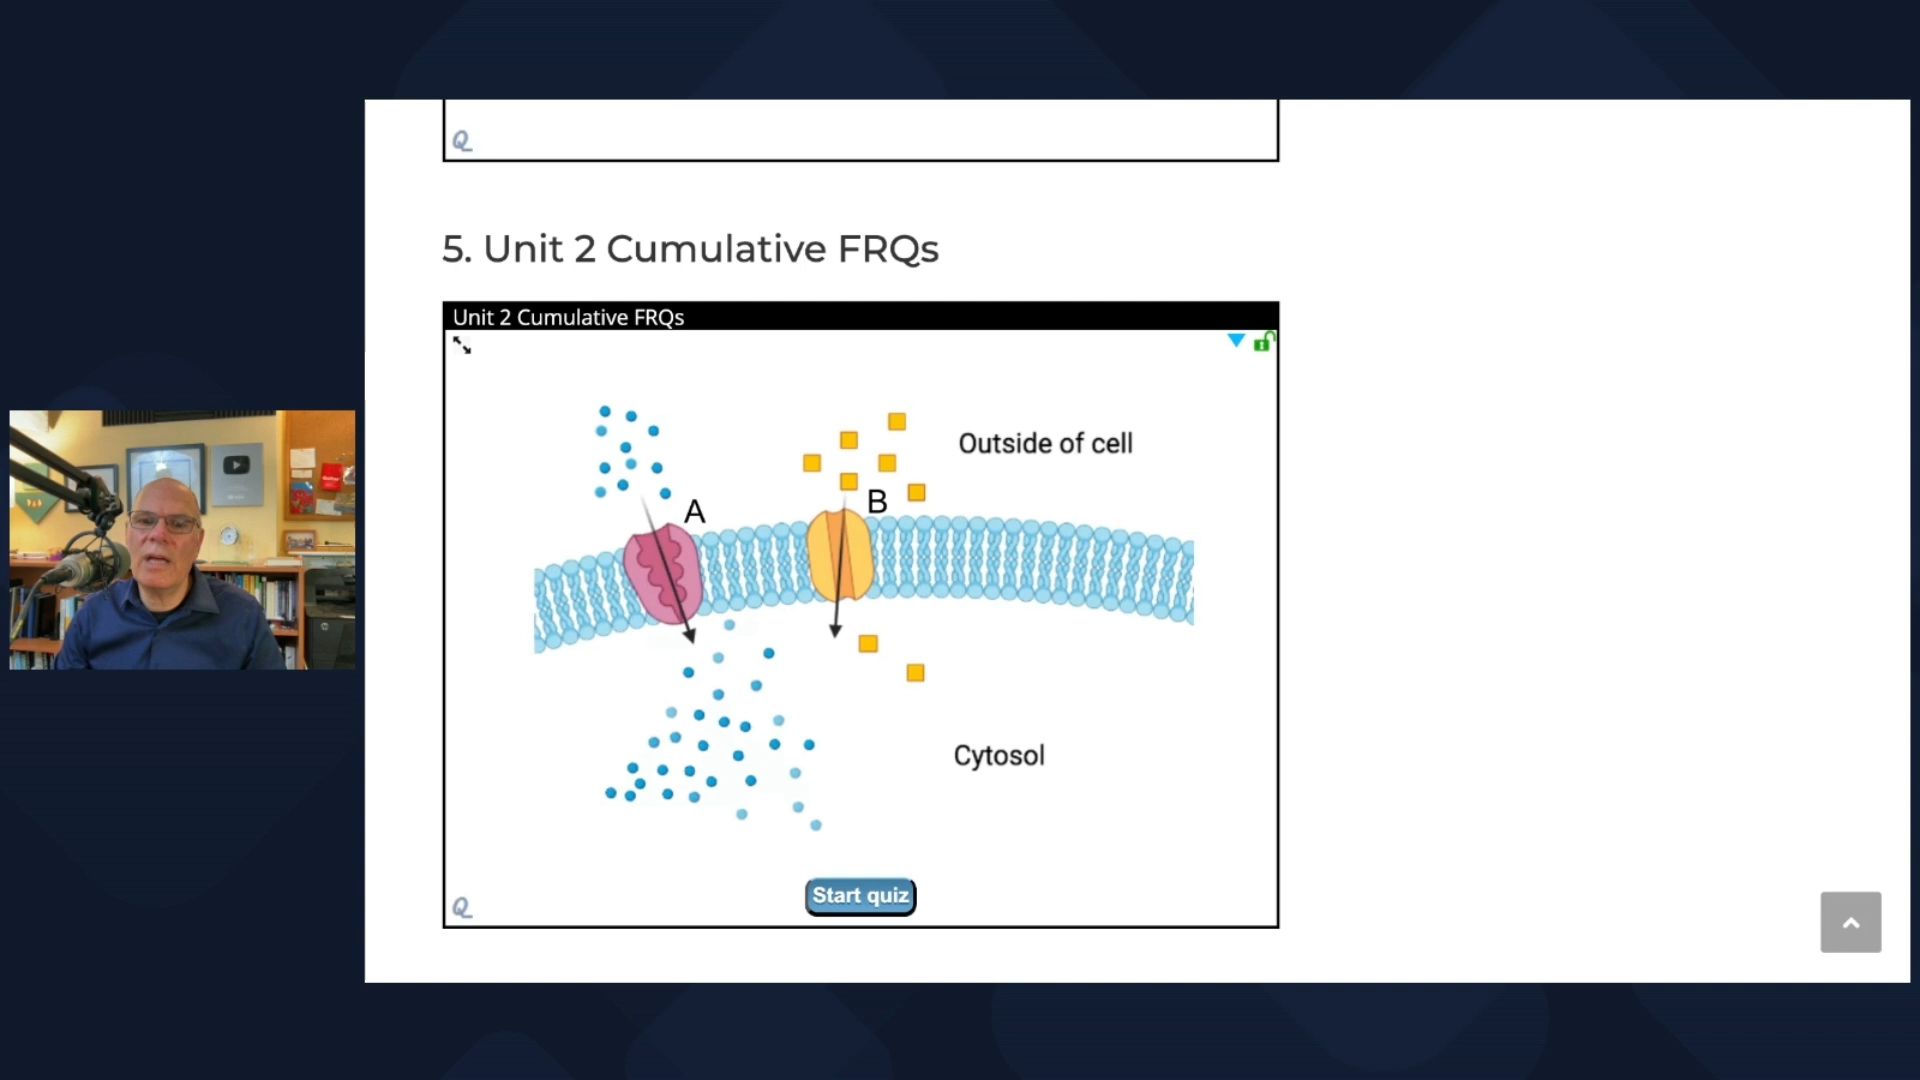 Q
5. Unit 2 Cumulative FRQs
Unit 2 Cumulative FRQs
Outside of cell
A
B
Cytosol
Start quiz
Q